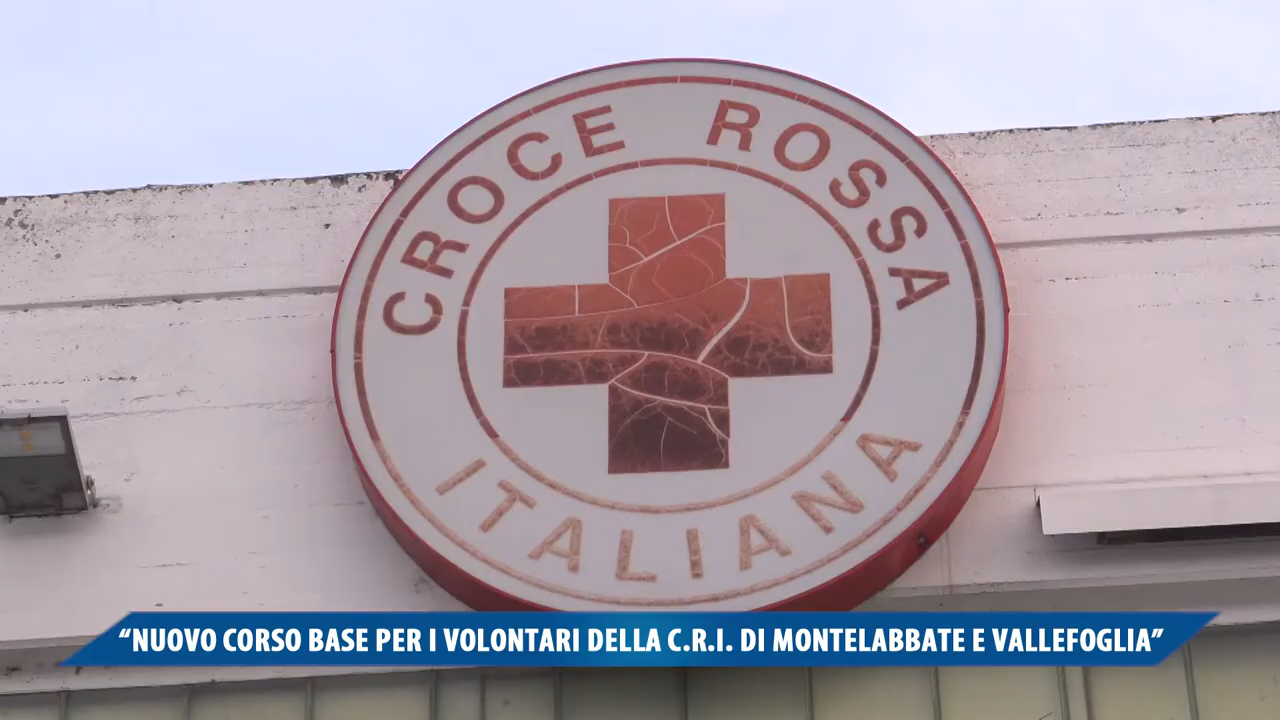 CROCE ROSSA
ITALIANA
“NUOVO CORSO BASE PER I VOLONTARI DELLA C.R.I. DI MONTELABBATE E VALLEFOGLIA”